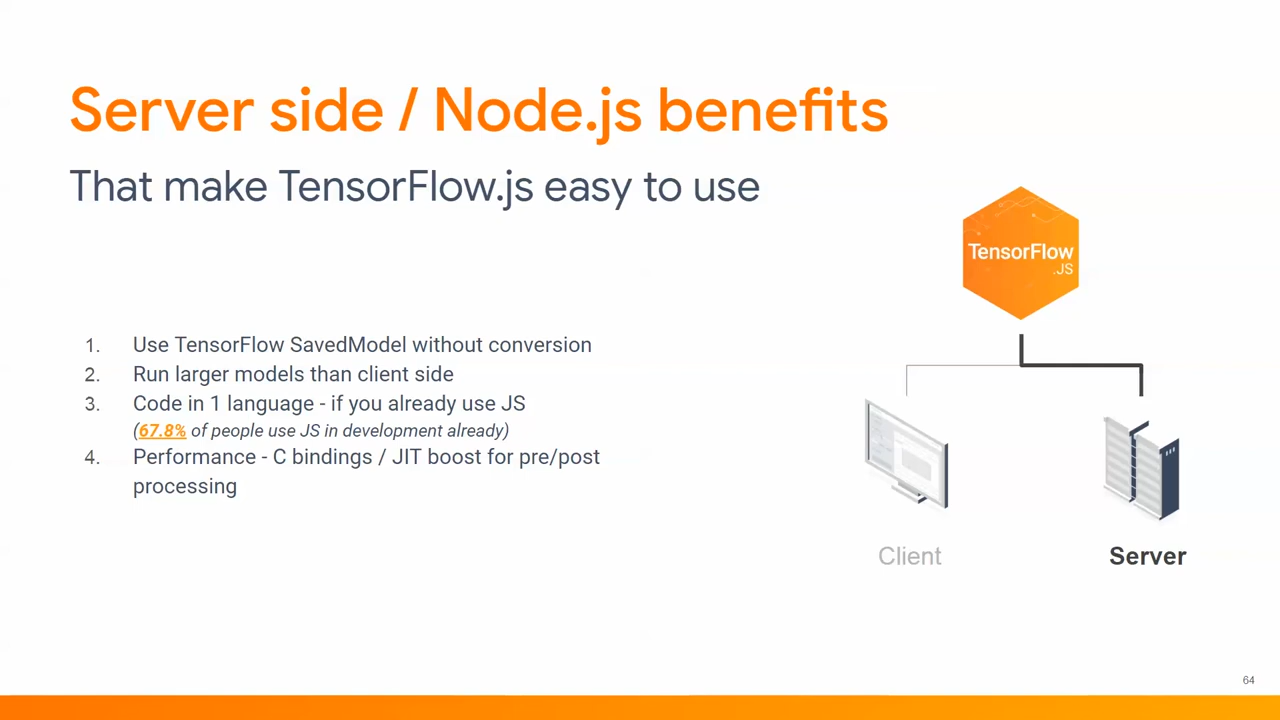 Server side / Node.js benefits
That make TensorFlow.js easy to use
TensorFlow
.JS
1. Use TensorFlow SavedModel without conversion
2. Run larger models than client side
3. Code in 1 language - if you already use JS
(67.8% of people use JS in development already)
4. Performance - C bindings / JIT boost for pre/post
processing
Client
Server
64